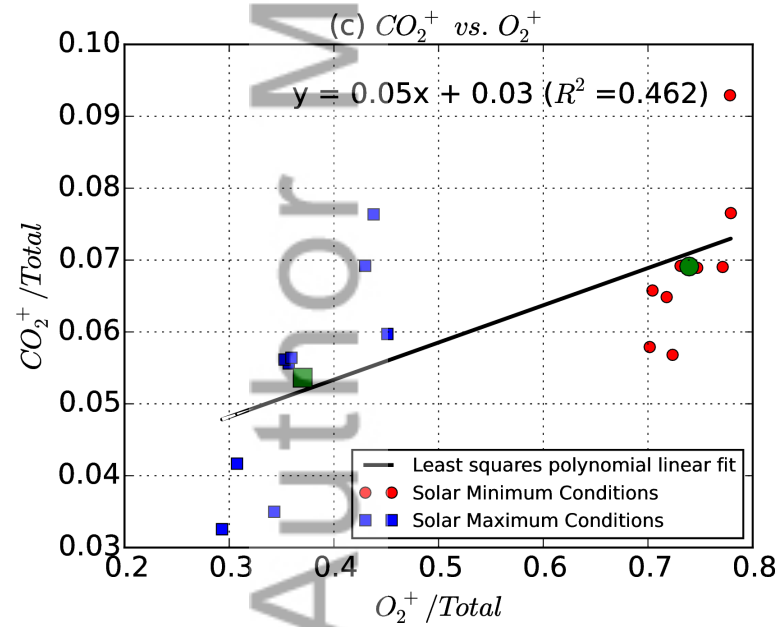 (c) CO₂⁺ vs. O₂⁺
y = 0.05x + 0.03 (R² =0.462)
0.10
0.09
0.08
0.07
0.06
0.05
0.04
0.03
CO₂⁺/Total
Least squares polynomial linear fit
Solar Minimum Conditions
Solar Maximum Conditions
0.2 0.3 0.4 0.5 0.6 0.7 0.8
O₂⁺/Total
Author M